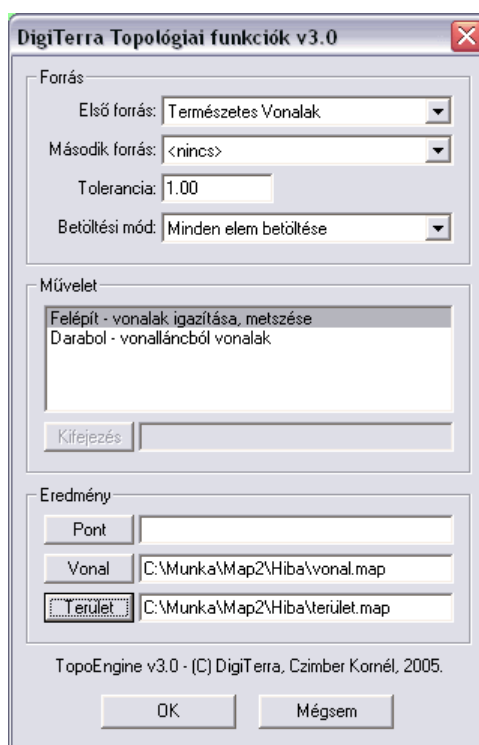 DigiTerra Topológiai funkciók v3.0
Forrás
Első forrás: Természetes Vonalak
Második forrás: <nincs>
Tolerancia: 1.00
Betöltési mód: Minden elem betöltése
Művelet
Felépít - vonalak igazítása, metszése
Darabol - vonalláncból vonalak
Kifejezés
Eredmény
Pont
Vonal C:\Munka\Map2\Hiba\vonal.map
Terület C:\Munka\Map2\Hiba\terület.map
TopoEngine v3.0 - (C) DigiTerra, Czimber Kornél, 2005.
OK Mégsem